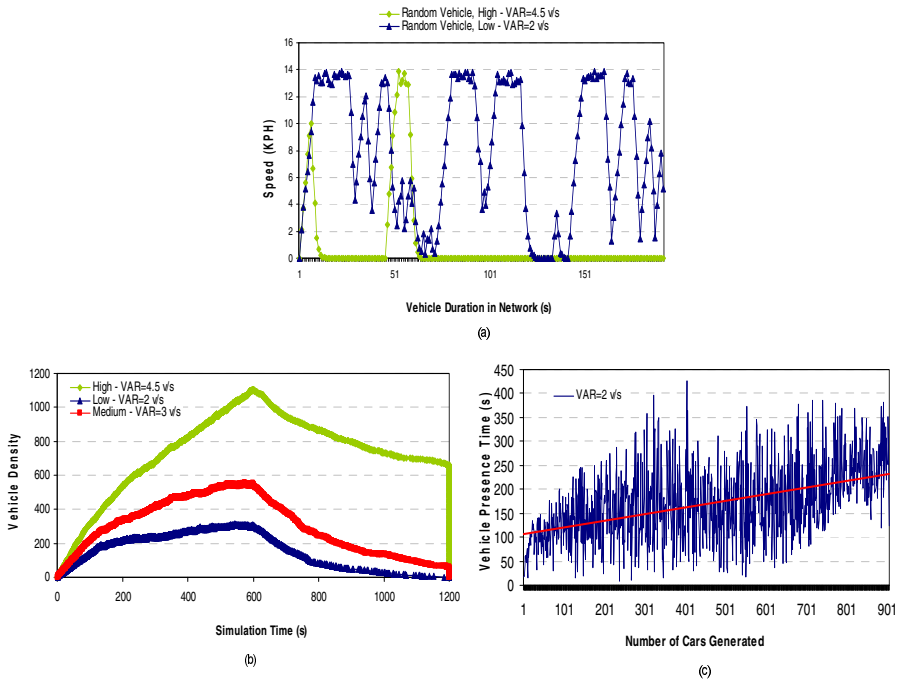 Random Vehicle, High - VAR=4.5 v/s
Random Vehicle, Low - VAR=2 v/s
16
14
12
10
8
6
4
2
0
Speed (KPH)
1 51 101 151
Vehicle Duration in Network (s)
(a)
1200
1000
800
600
400
200
0
Vehicle Density
High - VAR=4.5 v/s
Low - VAR=2 v/s
Medium - VAR=3 v/s
0 200 400 600 800 1000 1200
Simulation Time (s)
(b)
450
400
350
300
250
200
150
100
50
0
Vehicle Presence Time (s)
VAR=2 v/s
1 101 201 301 401 501 601 701 801 901
Number of Cars Generated
(c)